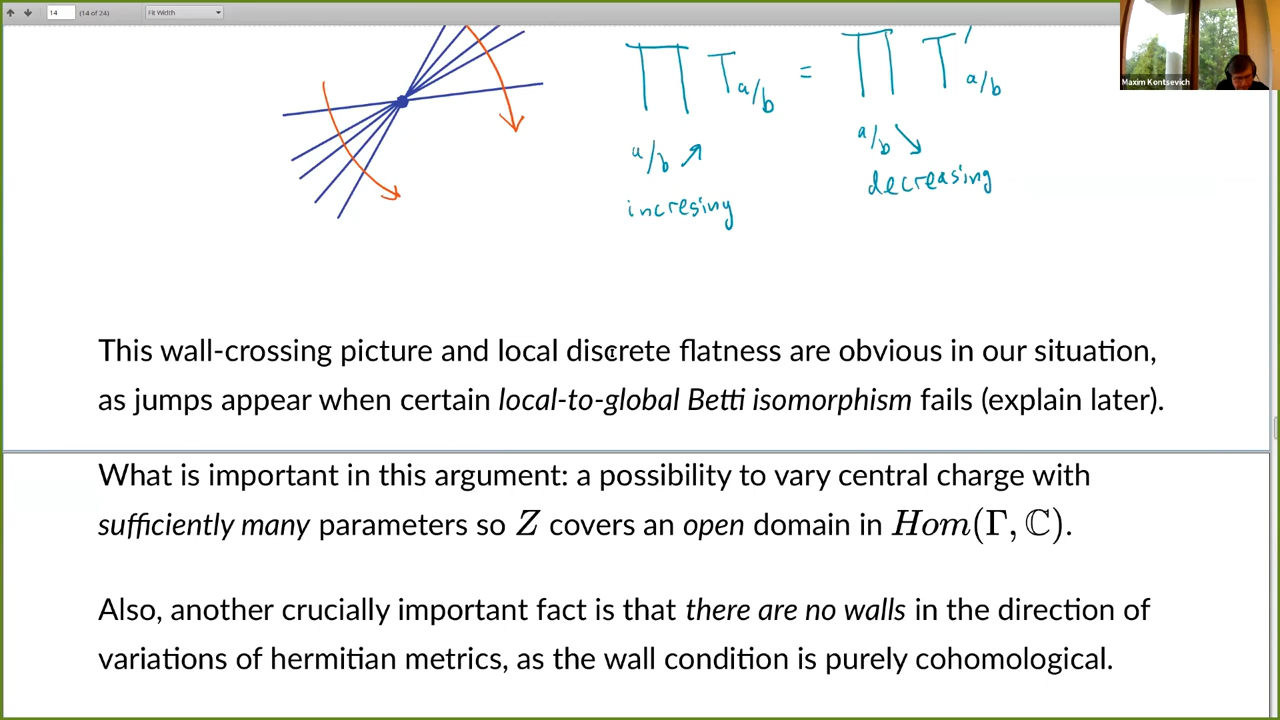 14 (14 of 24) Fit Width
Maxim Kontsevich
∏ T a/b = ∏ T' a/b
a/b ↗ a/b ↘
incresing decreasing
This wall-crossing picture and local discrete flatness are obvious in our situation,
as jumps appear when certain local-to-global Betti isomorphism fails (explain later).
What is important in this argument: a possibility to vary central charge with
sufficiently many parameters so Z covers an open domain in Hom(Γ, ℂ).
Also, another crucially important fact is that there are no walls in the direction of
variations of hermitian metrics, as the wall condition is purely cohomological.